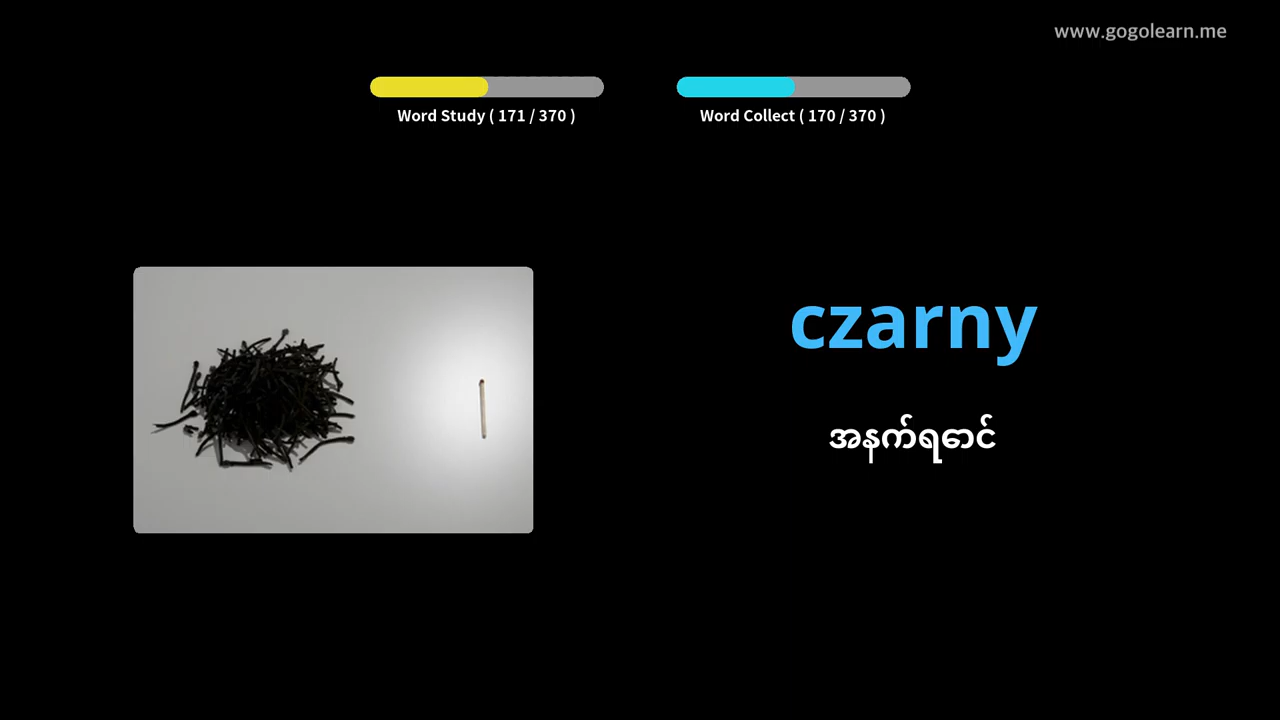 www.gogolearn.me
Word Study ( 171 / 370 )
Word Collect ( 170 / 370 )
czarny
အနက်ရောင်